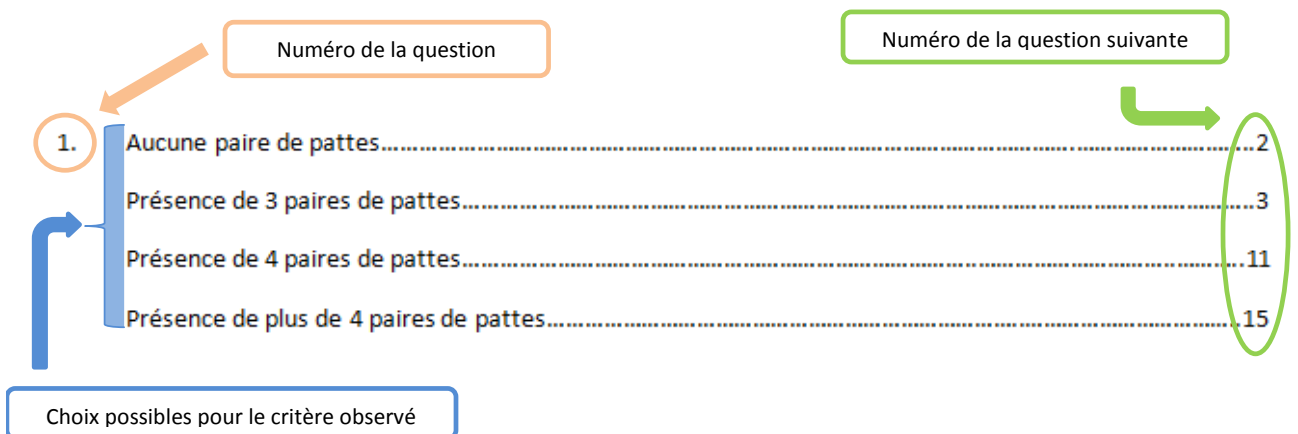 Numéro de la question
Numéro de la question suivante
1. Aucune paire de pattes……………………………………………………………………………………2
Présence de 3 paires de pattes……………………………………………………………………………3
Présence de 4 paires de pattes……………………………………………………………………………11
Présence de plus de 4 paires de pattes…………………………………………………………………15
Choix possibles pour le critère observé